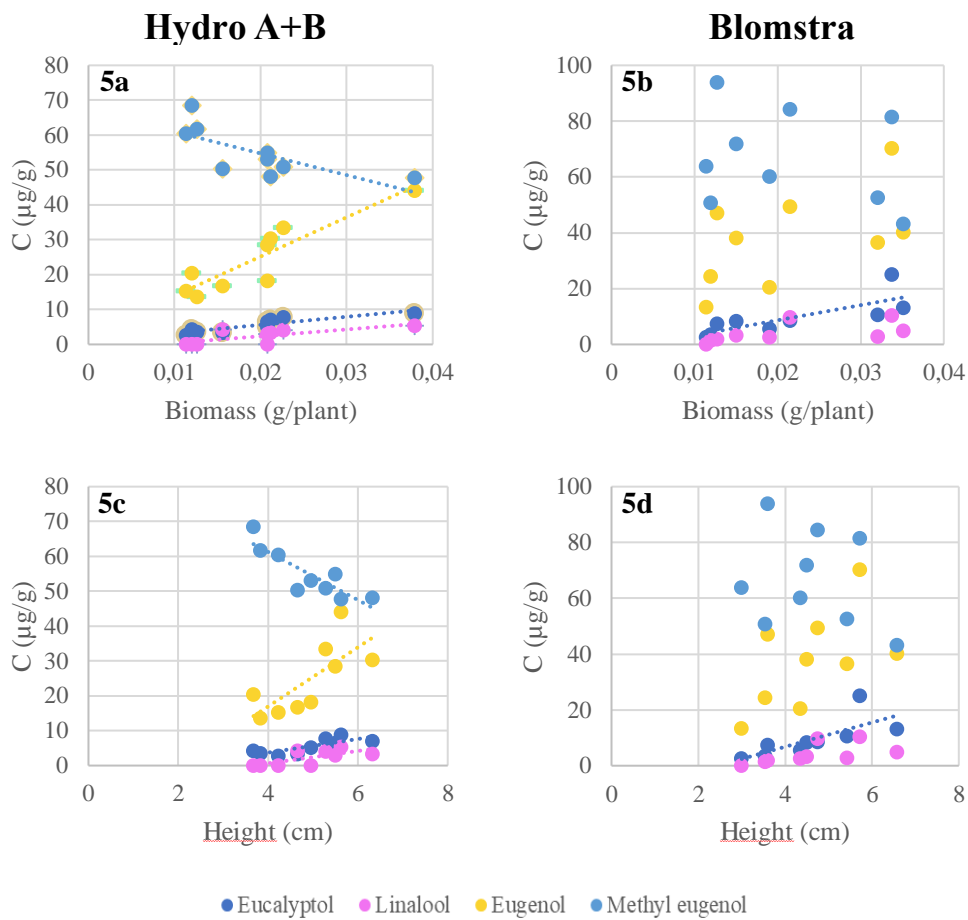 Hydro A+B Blomstra
5a
80
70
60
50
40
30
20
10
0
C (µg/g)
0 0,01 0,02 0,03 0,04
Biomass (g/plant)
5b
100
80
60
40
20
0
C (µg/g)
0 0,01 0,02 0,03 0,04
Biomass (g/plant)
5c
80
70
60
50
40
30
20
10
0
C (µg/g)
0 2 4 6 8
Height (cm)
5d
100
80
60
40
20
0
C (µg/g)
0 2 4 6 8
Height (cm)
Eucalyptol Linalool Eugenol Methyl eugenol